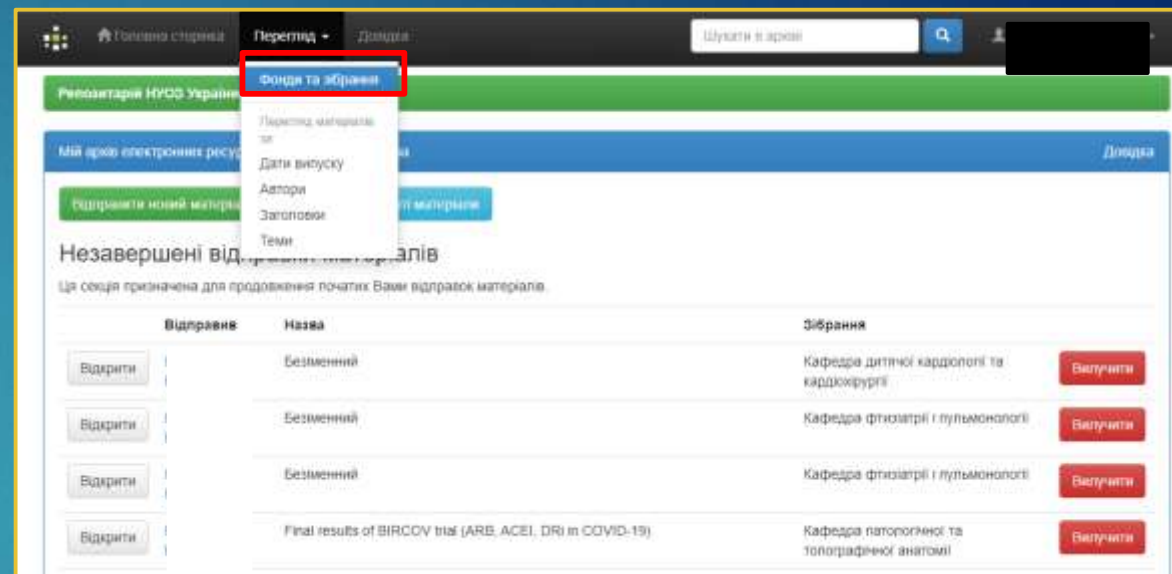 Головна сторінка Перегляд Довідка Шукати в архіві
Фонди та зібрання
Репозитарій НУОЗ України
Перегляд матеріалів
за
Мій архів електронних Довідка
Дати випуску
Автори
Відправити новий матеріали
Заголовки
Теми
Незавершені матеріалів
Ця секція призначена для продовження початих Вами відправок матеріалів.
Відправив Назва Зібрання
Відкрити Безіменний Кафедра дитячої кардіології та Вилучити
кардіохірургії
Відкрити Безіменний Кафедра фтизіатрії і пульмонології Вилучити
Відкрити Безіменний Кафедра фтизіатрії і пульмонології Вилучити
Відкрити Final results of BIRCOV trial (ARB, ACEI, DRi in COVID-19) Кафедра патологічної та Вилучити
топографічної анатомії